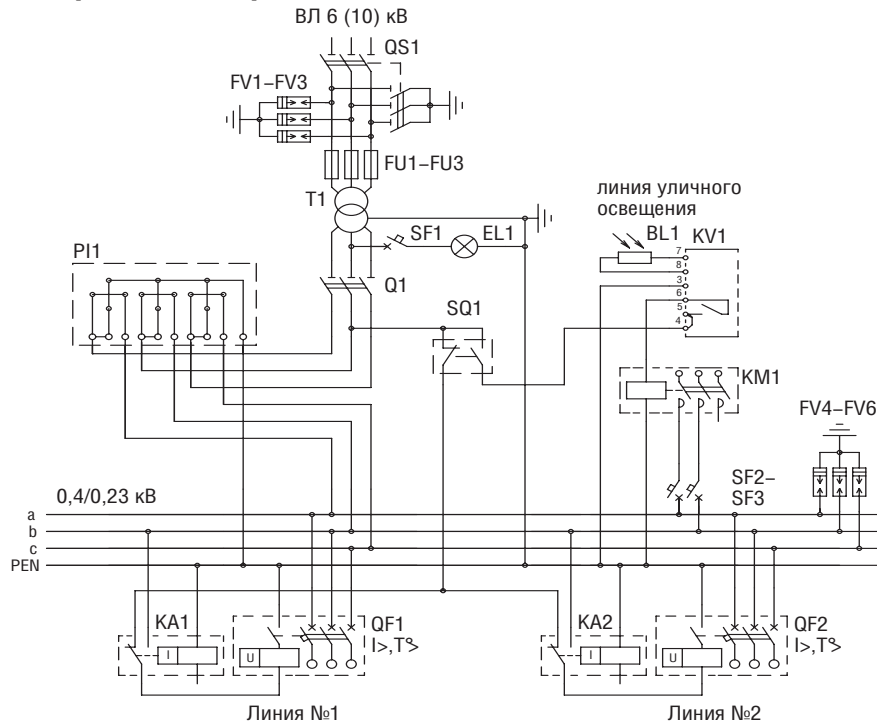 ВЛ 6 (10) кВ
QS1
FV1–FV3
FU1–FU3
T1
линия уличного
освещения
SF1
EL1
BL1
KV1
7
8
3
6
5
4
PI1
Q1
SQ1
KM1
FV4–FV6
SF2–
SF3
0,4/0,23 кВ
a
b
c
PEN
KA1
I
QF1
I>,T°>
U
KA2
I
QF2
I>,T°>
U
Линия №1
Линия №2